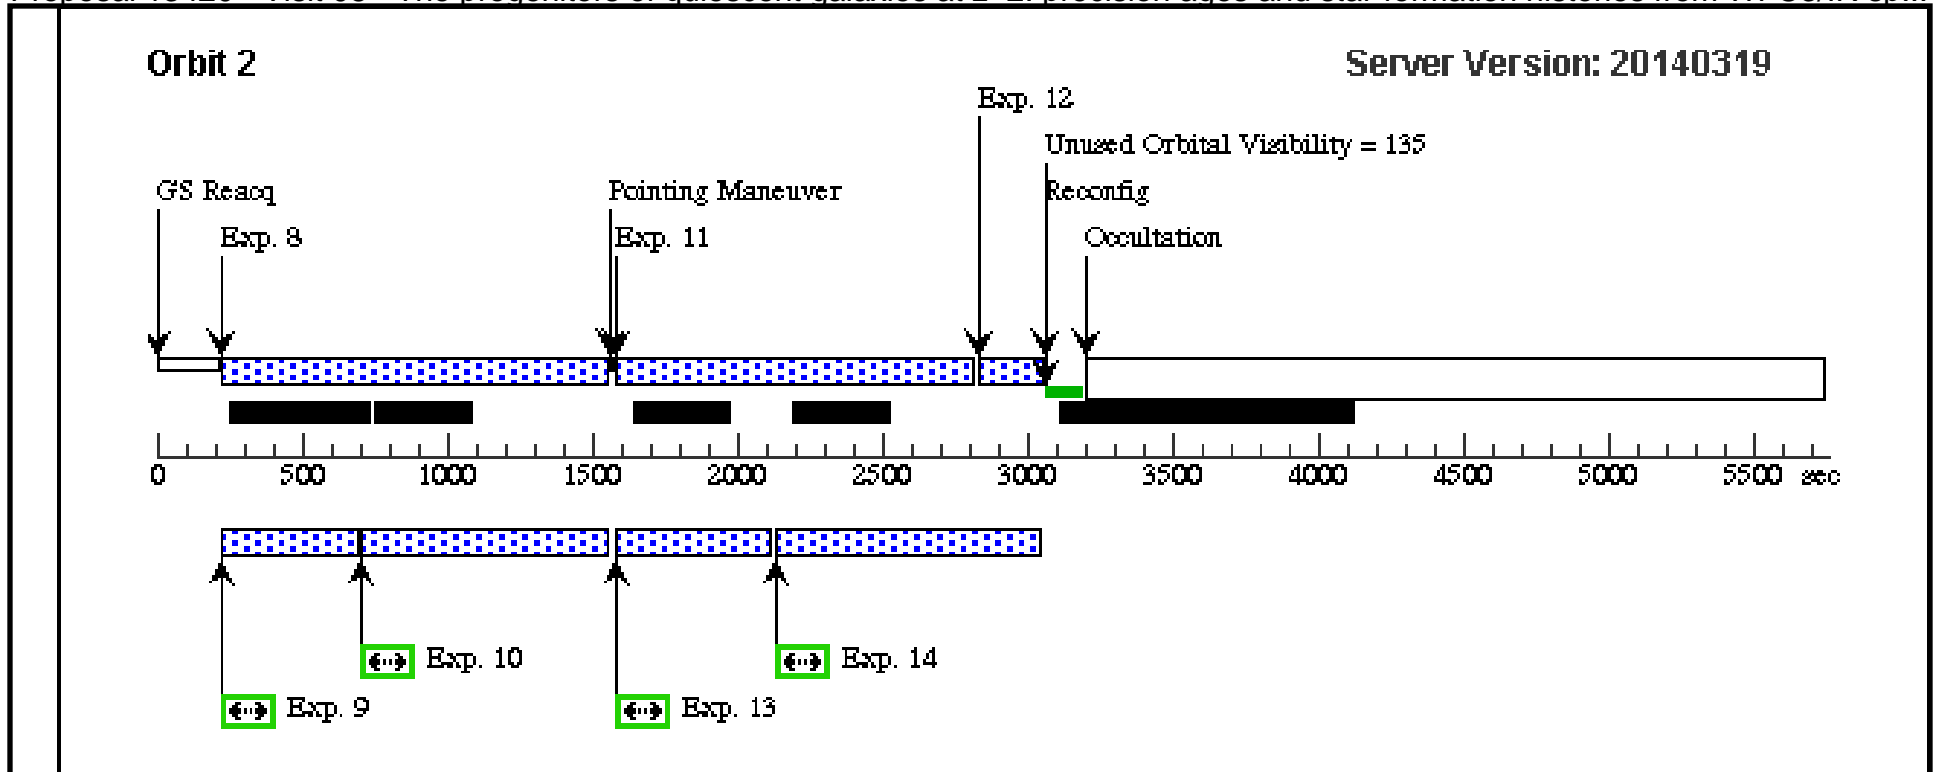 Orbit 2
Server Version: 20140319
Exp. 12
Unused Orbital Visibility = 135
GS Reacq
Pointing Maneuver
Reconfig
Exp. 8
Exp. 11
Occultation
0 500 1000 1500 2000 2500 3000 3500 4000 4500 5000 5500 sec
Exp. 10
Exp. 14
Exp. 9
Exp. 13